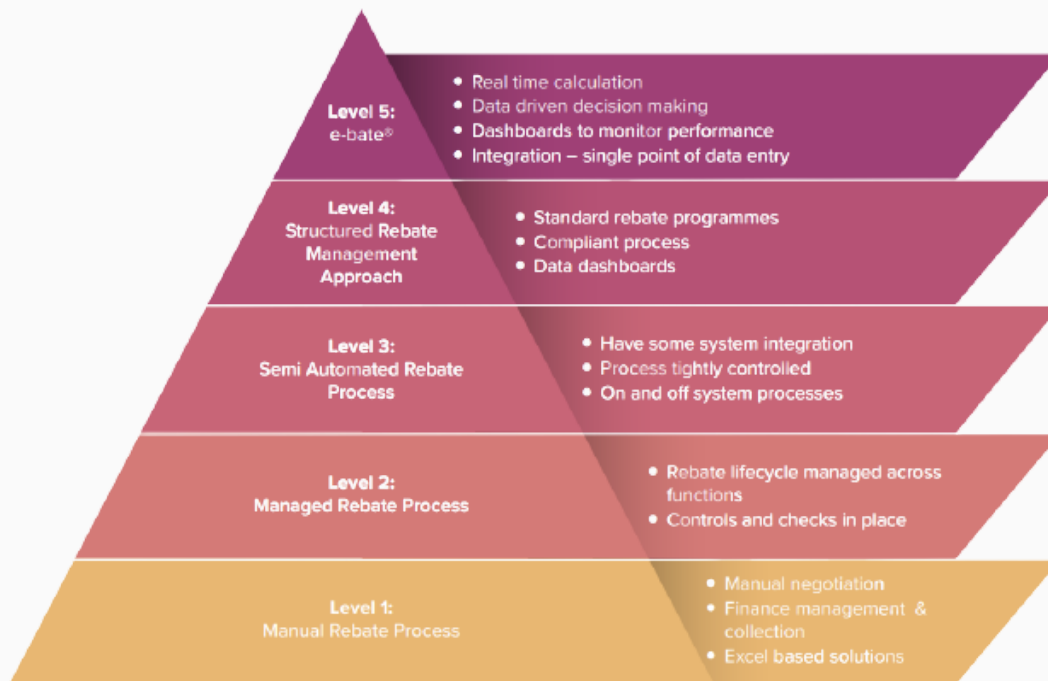 Level 5:
e-bate®
• Real time calculation
• Data driven decision making
• Dashboards to monitor performance
• Integration – single point of data entry
Level 4:
Structured Rebate
Management
Approach
• Standard rebate programmes
• Compliant process
• Data dashboards
Level 3:
Semi Automated Rebate
Process
• Have some system integration
• Process tightly controlled
• On and off system processes
Level 2:
Managed Rebate Process
• Rebate lifecycle managed across
functions
• Controls and checks in place
Level 1:
Manual Rebate Process
• Manual negotiation
• Finance management &
collection
• Excel based solutions